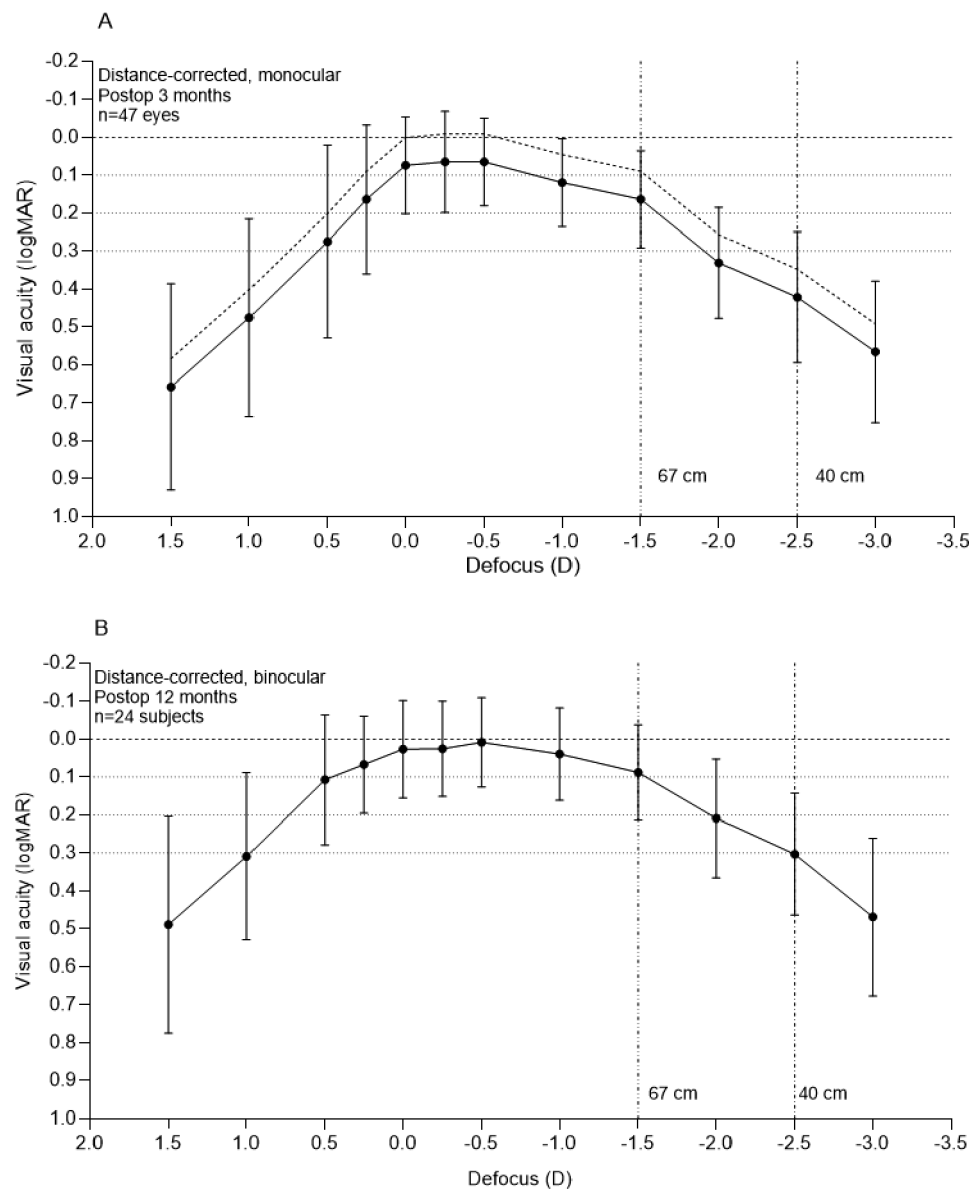 A
Distance-corrected, monocular
Postop 3 months
n=47 eyes
Visual acuity (logMAR)
-0.2
-0.1
0.0
0.1
0.2
0.3
0.4
0.5
0.6
0.7
0.8
0.9
1.0
67 cm
40 cm
2.0 1.5 1.0 0.5 0.0 -0.5 -1.0 -1.5 -2.0 -2.5 -3.0 -3.5
Defocus (D)
B
Distance-corrected, binocular
Postop 12 months
n=24 subjects
Visual acuity (logMAR)
-0.2
-0.1
0.0
0.1
0.2
0.3
0.4
0.5
0.6
0.7
0.8
0.9
1.0
67 cm
40 cm
2.0 1.5 1.0 0.5 0.0 -0.5 -1.0 -1.5 -2.0 -2.5 -3.0 -3.5
Defocus (D)